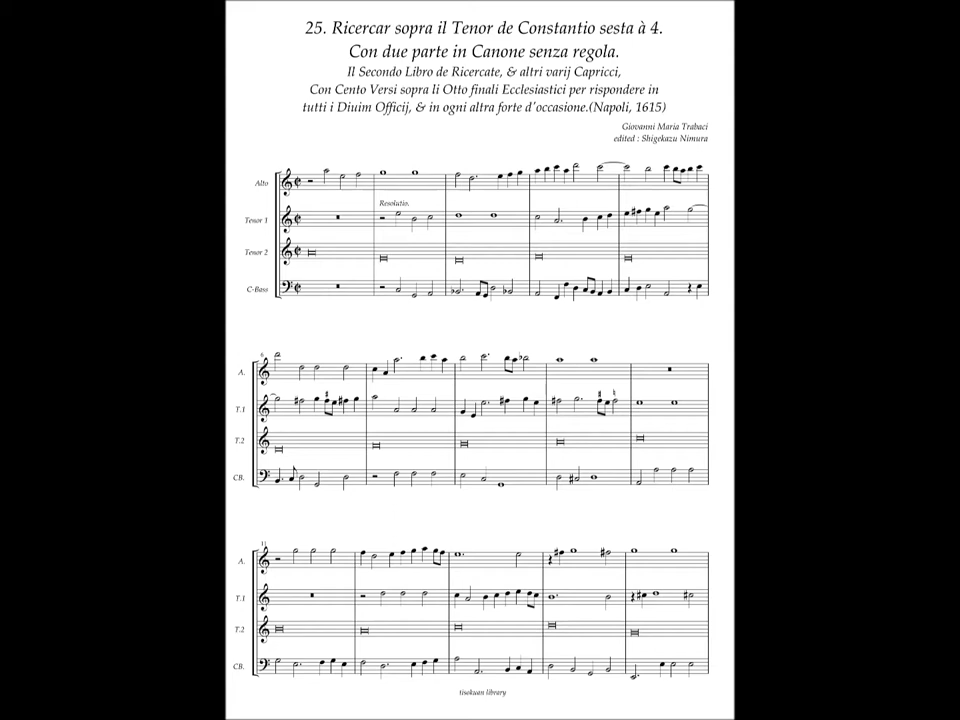 25. Ricercar sopra il Tenor de Constantio sesta à 4.
Con due parte in Canone senza regola.
Il Secondo Libro de Ricercate, & altri varij Capricci,
Con Cento Versi sopra li Otto finali Ecclesiastici per rispondere in
tutti i Diuim Officij, & in ogni altra forte d'occasione.(Napoli, 1615)
Giovanni Maria Trabaci
edited : Shigekazu Nimura
Alto
Resolutio.
Tenor 1
Tenor 2
C-Bass
6
A.
T.1
T.2
CB.
11
A.
T.1
T.2
CB.
tisokuan library